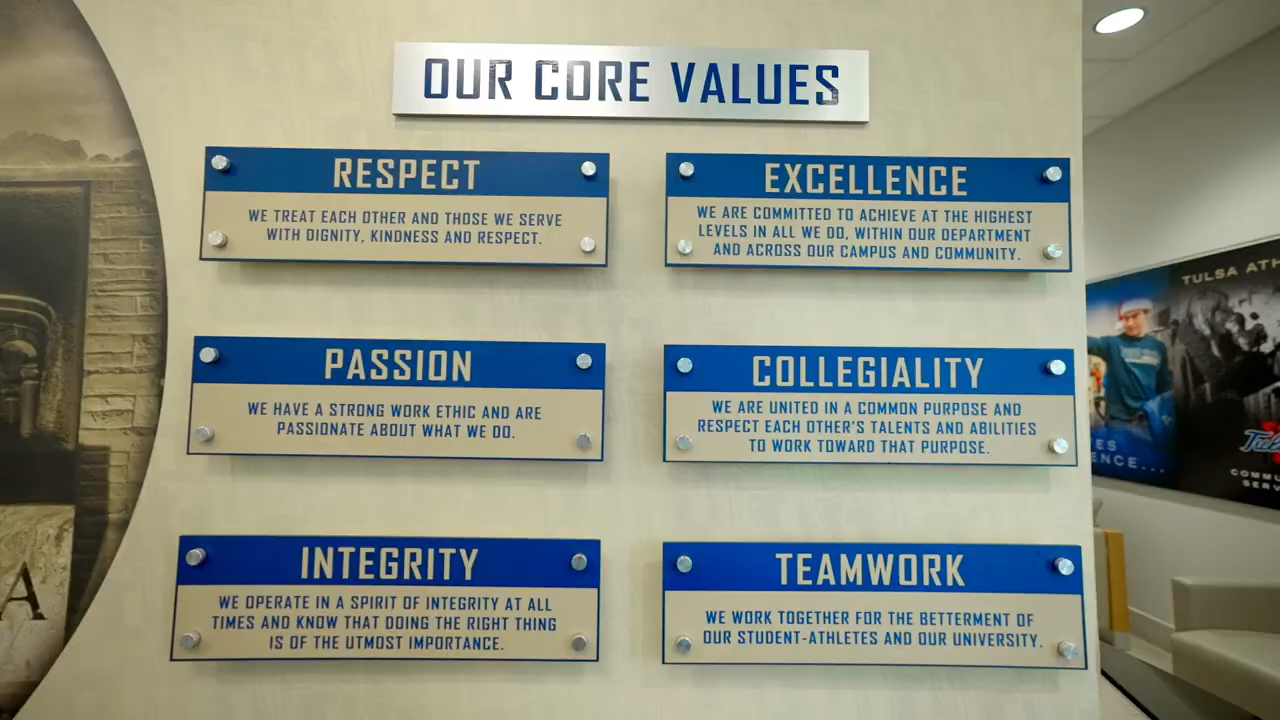 OUR CORE VALUES
RESPECT
WE TREAT EACH OTHER AND THOSE WE SERVE
WITH DIGNITY, KINDNESS AND RESPECT.
EXCELLENCE
WE ARE COMMITTED TO ACHIEVE AT THE HIGHEST
LEVELS IN ALL WE DO, WITHIN OUR DEPARTMENT
AND ACROSS OUR CAMPUS AND COMMUNITY.
PASSION
WE HAVE A STRONG WORK ETHIC AND ARE
PASSIONATE ABOUT WHAT WE DO.
COLLEGIALITY
WE ARE UNITED IN A COMMON PURPOSE AND
RESPECT EACH OTHER'S TALENTS AND ABILITIES
TO WORK TOWARD THAT PURPOSE.
INTEGRITY
WE OPERATE IN A SPIRIT OF INTEGRITY AT ALL
TIMES AND KNOW THAT DOING THE RIGHT THING
IS OF THE UTMOST IMPORTANCE.
TEAMWORK
WE WORK TOGETHER FOR THE BETTERMENT OF
OUR STUDENT-ATHLETES AND OUR UNIVERSITY.
A
TULSA ATH
ES
ENCE...
COMMU
SERV